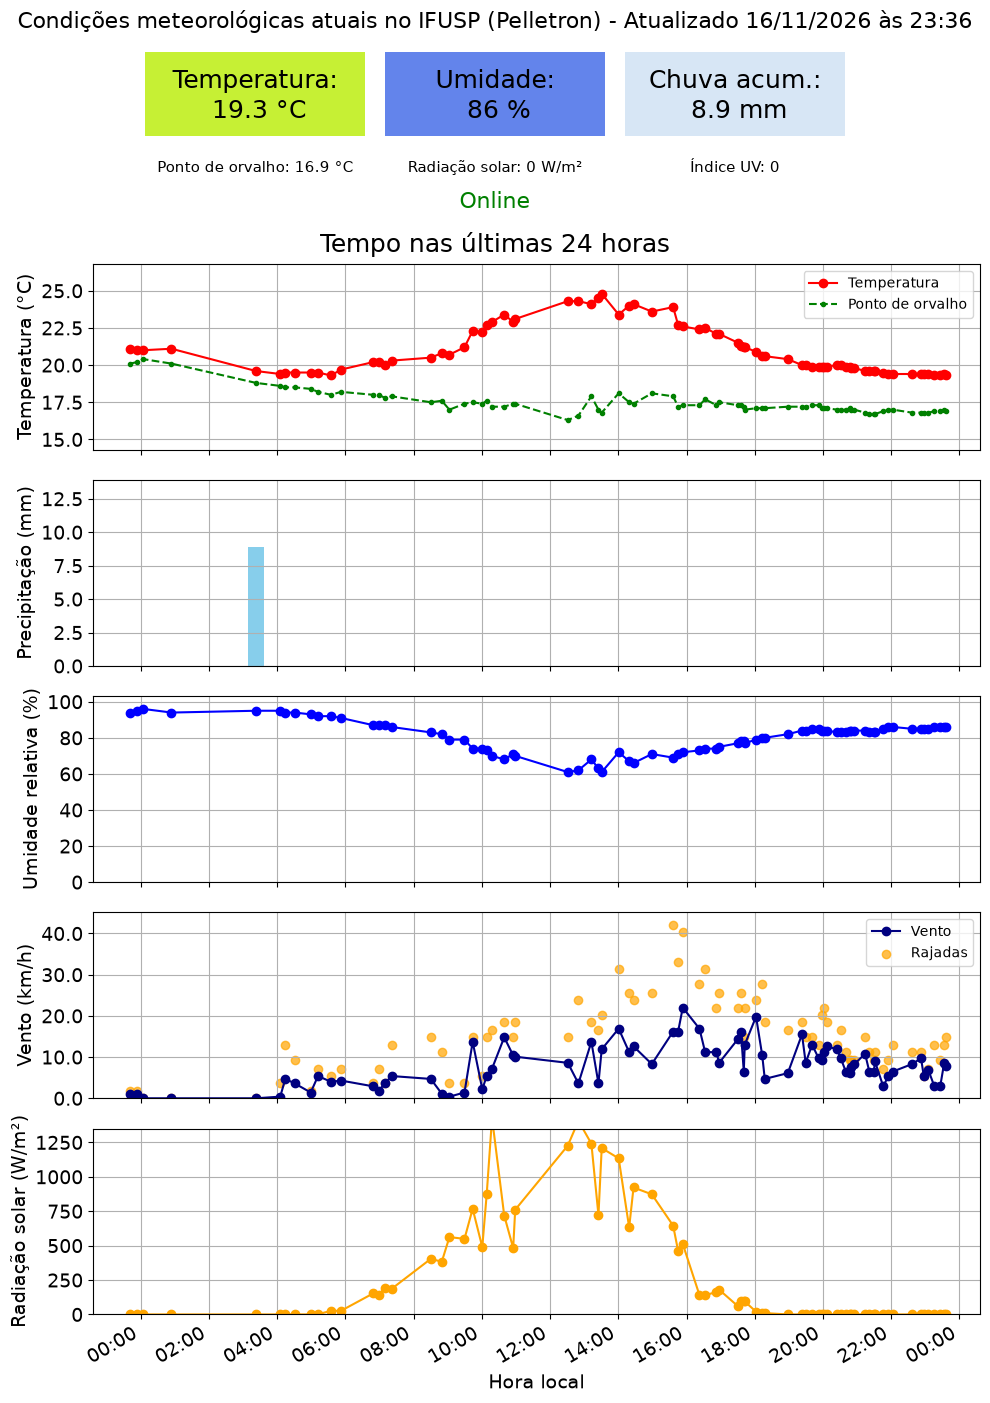 Condições meteorológicas atuais no IFUSP (Pelletron) - Atualizado 16/11/2026 às 23:36
Temperatura:
19.3 °C
Umidade:
86 %
Chuva acum.:
8.9 mm
Ponto de orvalho: 16.9 °C
Radiação solar: 0 W/m²
Índice UV: 0
Online
Tempo nas últimas 24 horas
Temperatura (°C)
25.0
22.5
20.0
17.5
15.0
Temperatura
Ponto de orvalho
Precipitação (mm)
12.5
10.0
7.5
5.0
2.5
0.0
Umidade relativa (%)
100
80
60
40
20
0
Vento (km/h)
40.0
30.0
20.0
10.0
0.0
Vento
Rajadas
Radiação solar (W/m²)
1250
1000
750
500
250
0
00:00 02:00 04:00 06:00 08:00 10:00 12:00 14:00 16:00 18:00 20:00 22:00 00:00
Hora local